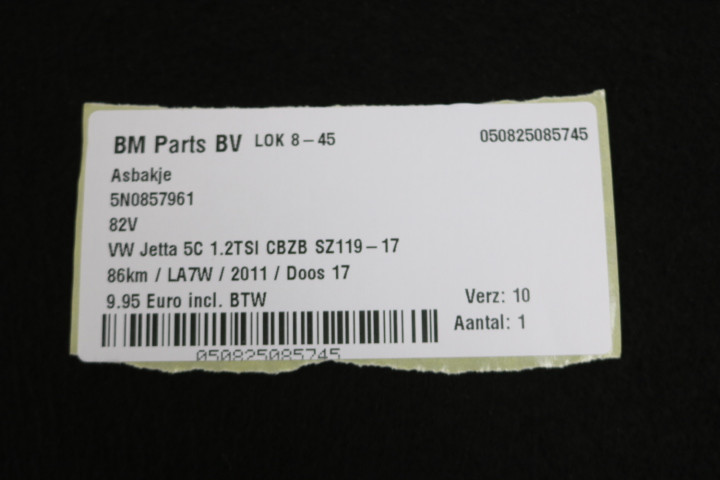 BM Parts BV LOK 8-45 050825085745
Asbakje
5N0857961
82V
VW Jetta 5C 1.2TSI CBZB SZ119-17
86km / LA7W / 2011 / Doos 17
9.95 Euro incl. BTW Verz: 10
Aantal: 1
050825085745